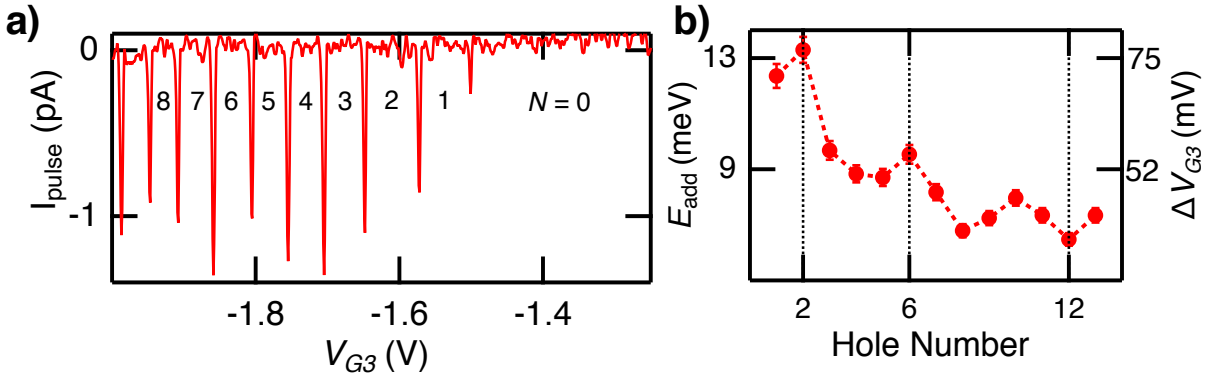 a)
I_pulse (pA)
0
-1
8 7 6 5 4 3 2 1 N = 0
-1.8 -1.6 -1.4
V_G3 (V)
b)
E_add (meV)
13
9
75
52
ΔV_G3 (mV)
2 6 12
Hole Number